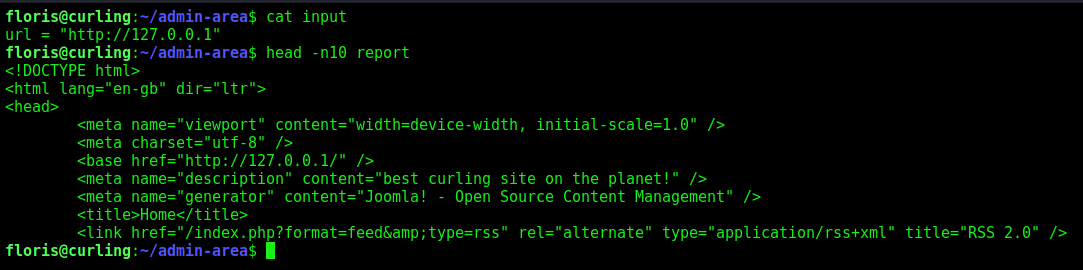 floris@curling:~/admin-area$ cat input
url = "http://127.0.0.1"
floris@curling:~/admin-area$ head -n10 report
<!DOCTYPE html>
<html lang="en-gb" dir="ltr">
<head>
        <meta name="viewport" content="width=device-width, initial-scale=1.0" />
        <meta charset="utf-8" />
        <base href="http://127.0.0.1/" />
        <meta name="description" content="best curling site on the planet!" />
        <meta name="generator" content="Joomla! - Open Source Content Management" />
        <title>Home</title>
        <link href="/index.php?format=feed&amp;type=rss" rel="alternate" type="application/rss+xml" title="RSS 2.0" />
floris@curling:~/admin-area$